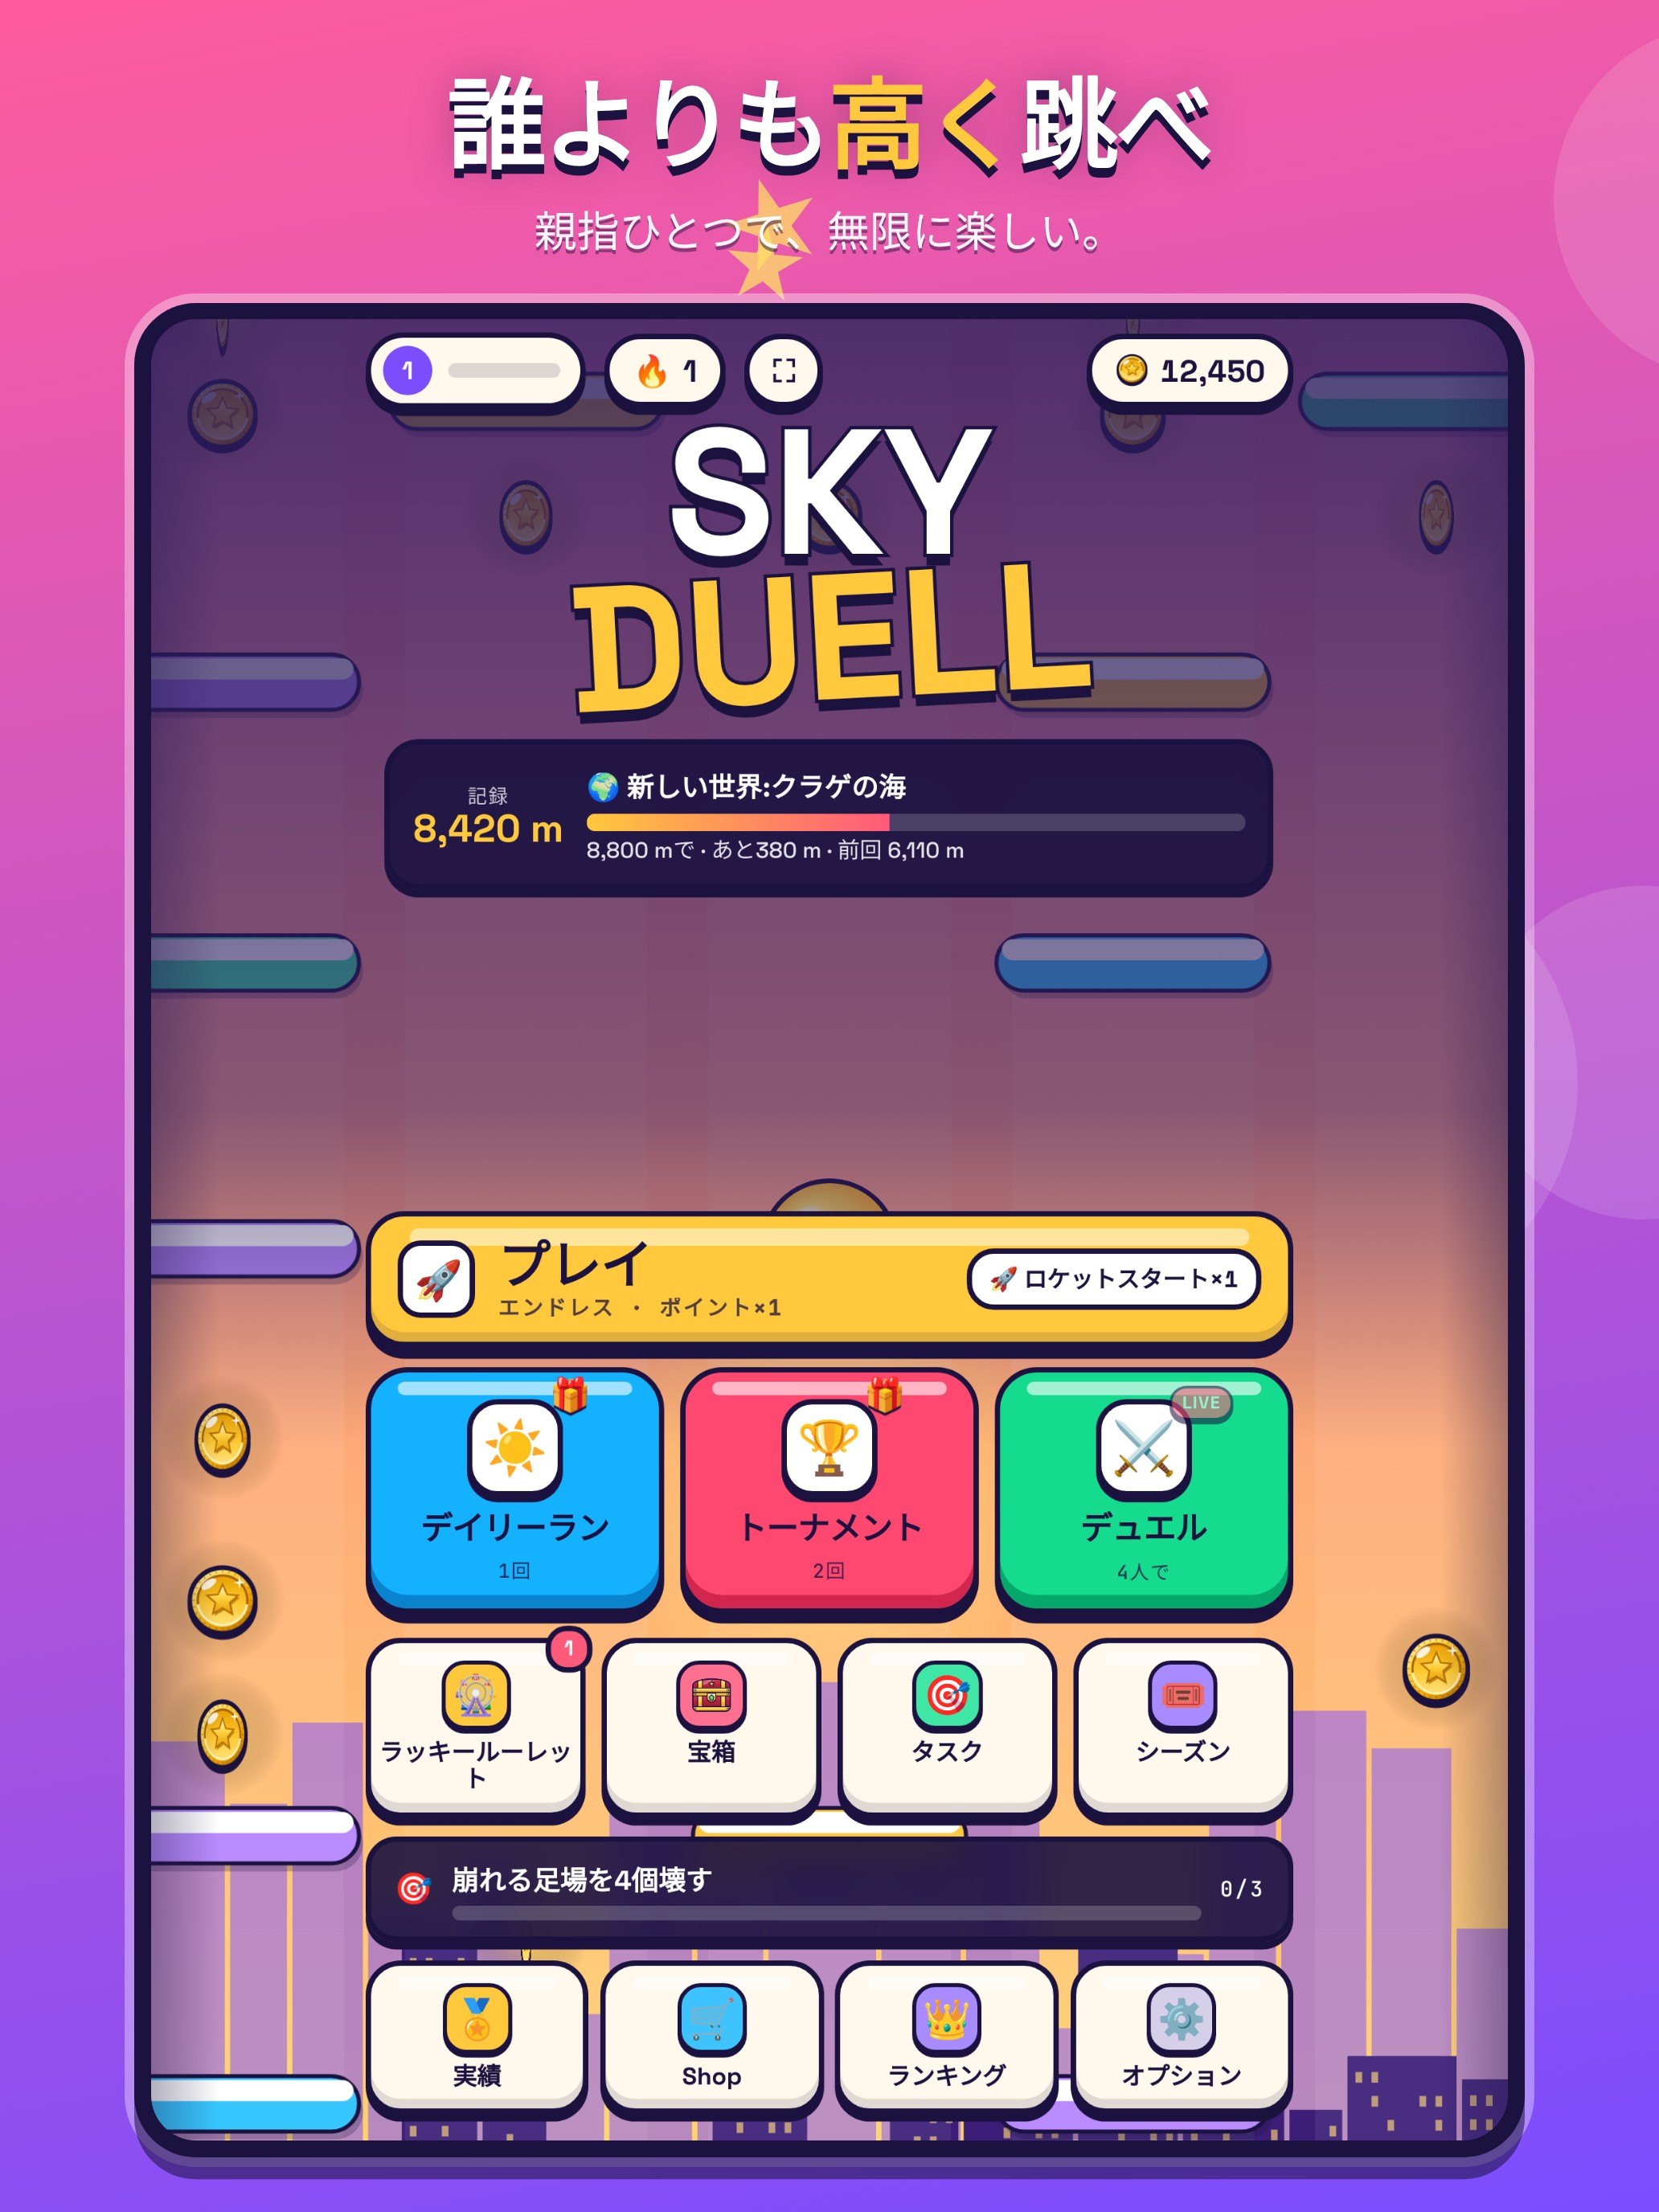 誰よりも高く跳べ
親指ひとつで、無限に楽しい。
1
🔥 1
12,450
SKY
DUELL
記録
8,420 m
🌍 新しい世界:クラゲの海
8,800 mで · あと380 m · 前回 6,110 m
プレイ
エンドレス · ポイント×1
🚀 ロケットスタート×1
デイリーラン
1回
トーナメント
2回
LIVE
デュエル
4人で
1
ラッキールーレッ
ト
宝箱
タスク
シーズン
崩れる足場を4個壊す
0/3
実績
Shop
ランキング
オプション